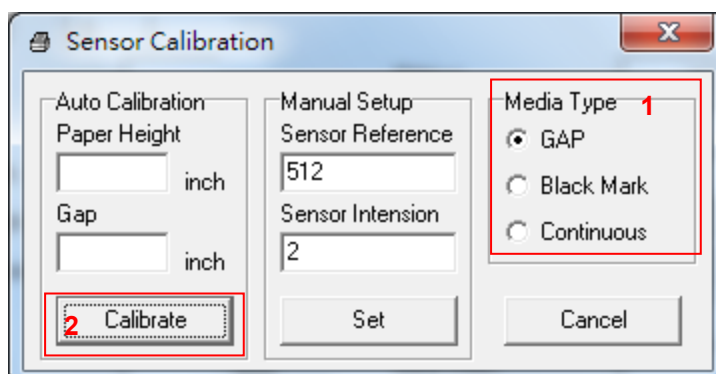 Sensor Calibration
Auto Calibration
Paper Height
inch
Gap
inch
2 Calibrate
Manual Setup
Sensor Reference
512
Sensor Intension
2
Set
Media Type 1
GAP
Black Mark
Continuous
Cancel